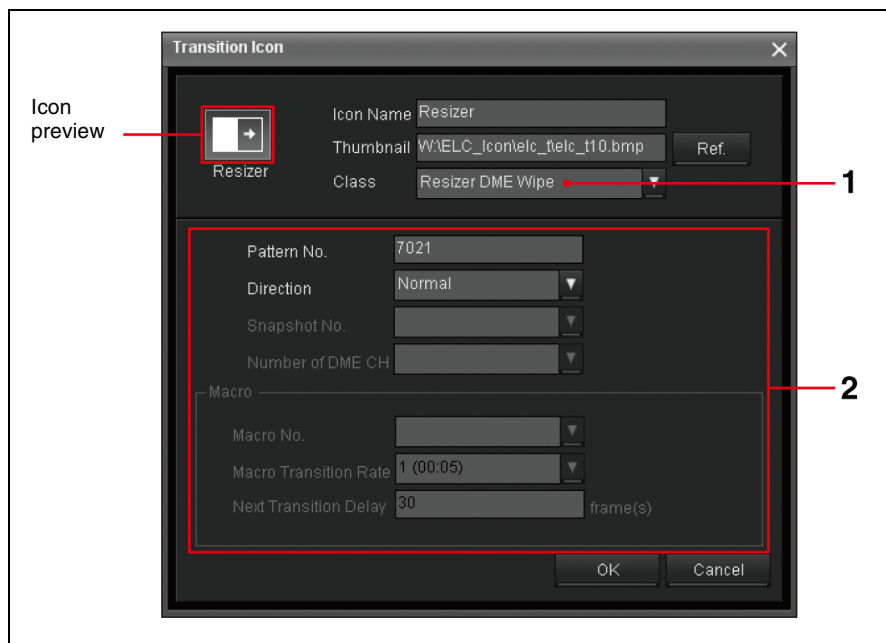 Transition Icon
Icon preview
Resizer
Icon Name Resizer
Thumbnail W:\ELC_Icon\elc_t\elc_t10.bmp Ref.
Class Resizer DME Wipe
1
Pattern No. 7021
Direction Normal
Snapshot No.
Number of DME CH
2
Macro
Macro No.
Macro Transition Rate 1 (00:05)
Next Transition Delay 30 frame(s)
OK Cancel